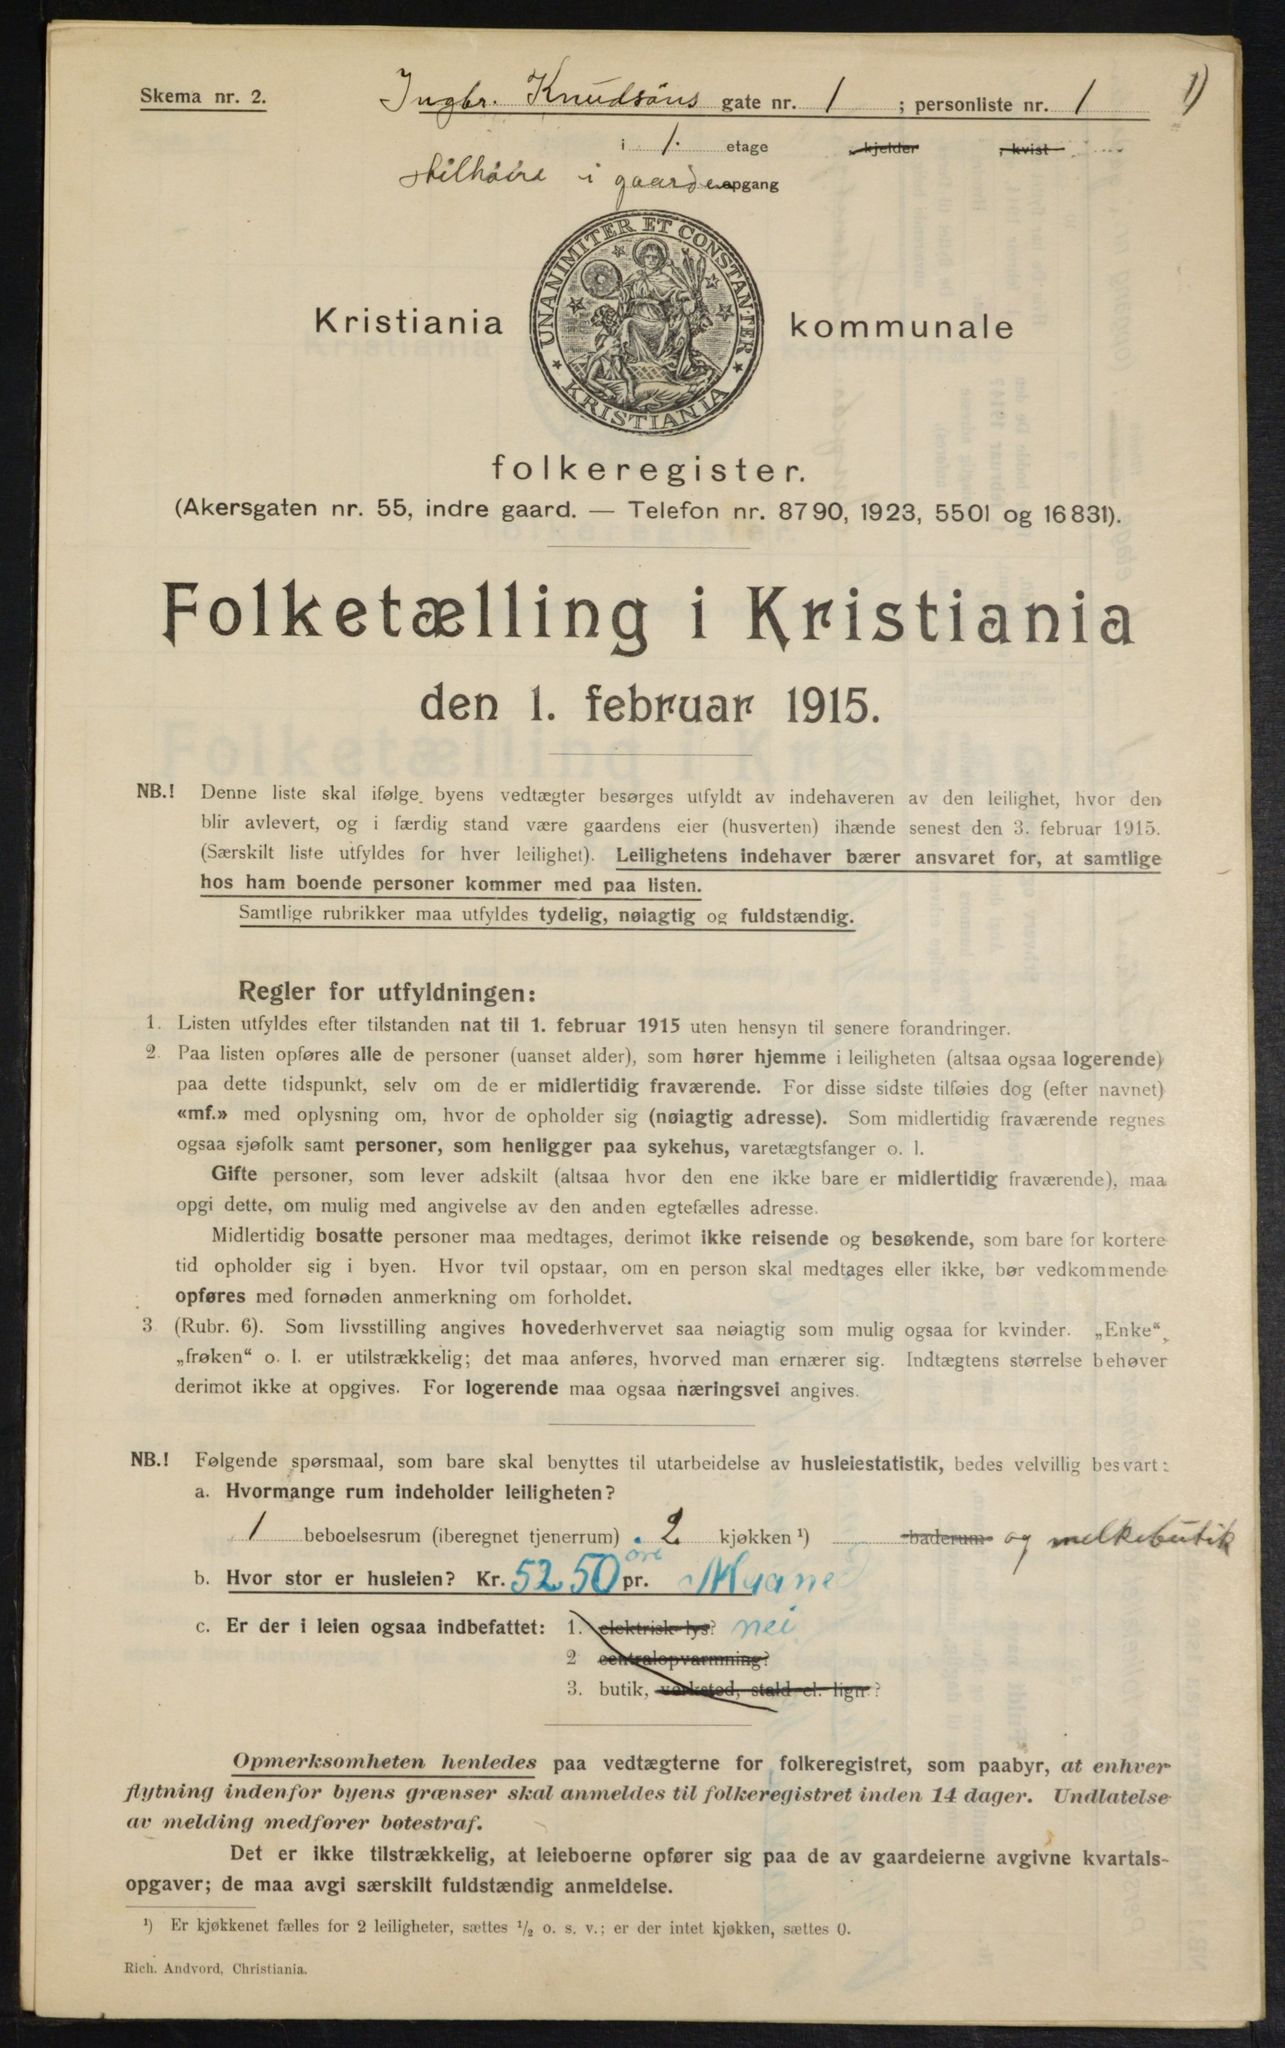 Skema nr. 2.
Ingbr. Knudsöns gate nr. 1 ; personliste nr. 1
1)
i 1. etage , kjelder , kvist
i gaarden opgang
UNANIMITER ET CONSTANTER
KRISTIANIA
Kristiania kommunale
folkeregister.
(Akersgaten nr. 55, indre gaard. — Telefon nr. 8790, 1923, 5501 og 16831).
Folketælling i Kristiania
den 1. februar 1915.
NB.! Denne liste skal ifølge byens vedtægter besørges utfyldt av indehaveren av den leilighet, hvor den
blir avlevert, og i færdig stand være gaardens eier (husverten) ihænde senest den 3. februar 1915.
(Særskilt liste utfyldes for hver leilighet). Leilighetens indehaver bærer ansvaret for, at samtlige
hos ham boende personer kommer med paa listen.
Samtlige rubrikker maa utfyldes tydelig, nøiagtig og fuldstændig.
Regler for utfyldningen:
1. Listen utfyldes efter tilstanden nat til 1. februar 1915 uten hensyn til senere forandringer.
2. Paa listen opføres alle de personer (uanset alder), som hører hjemme i leiligheten (altsaa ogsaa logerende)
paa dette tidspunkt, selv om de er midlertidig fraværende. For disse sidste tilføies dog (efter navnet)
«mf.» med oplysning om, hvor de opholder sig (nøiagtig adresse). Som midlertidig fraværende regnes
ogsaa sjøfolk samt personer, som henligger paa sykehus, varetægtsfanger o. l.
Gifte personer, som lever adskilt (altsaa hvor den ene ikke bare er midlertidig fraværende), maa
opgi dette, om mulig med angivelse av den anden egtefælles adresse.
Midlertidig bosatte personer maa medtages, derimot ikke reisende og besøkende, som bare for kortere
tid opholder sig i byen. Hvor tvil opstaar, om en person skal medtages eller ikke, bør vedkommende
opføres med fornøden anmerkning om forholdet.
3. (Rubr. 6). Som livsstilling angives hovederhvervet saa nøiagtig som mulig ogsaa for kvinder. „Enke“,
„frøken“ o. l. er utilstrækkelig; det maa anføres, hvorved man ernærer sig. Indtægtens størrelse behøver
derimot ikke at opgives. For logerende maa ogsaa næringsvei angives.
NB.! Følgende spørsmaal, som bare skal benyttes til utarbeidelse av husleiestatistik, bedes velvillig besvart:
a. Hvormange rum indeholder leiligheten?
1 beboelsesrum (iberegnet tjenerrum). 2 kjøkken ¹) baderum og melkebutik
b. Hvor stor er husleien? Kr. 52 50 øre pr. Maaned
c. Er der i leien ogsaa indbefattet: 1. elektrisk lys? nei
2 centralopvarmning?
3. butik, verksted, stald el. lign.?
Opmerksomheten henledes paa vedtægterne for folkeregistret, som paabyr, at enhver
flytning indenfor byens grænser skal anmeldes til folkeregistret inden 14 dager. Undlatelse
av melding medfører bøtestraf.
Det er ikke tilstrækkelig, at leieboerne opfører sig paa de av gaardeierne avgivne kvartals-
opgaver; de maa avgi særskilt fuldstændig anmeldelse.
¹) Er kjøkkenet fælles for 2 leiligheter, sættes ½ o. s. v.; er der intet kjøkken, sættes 0.
Rich. Andvord, Christiania.